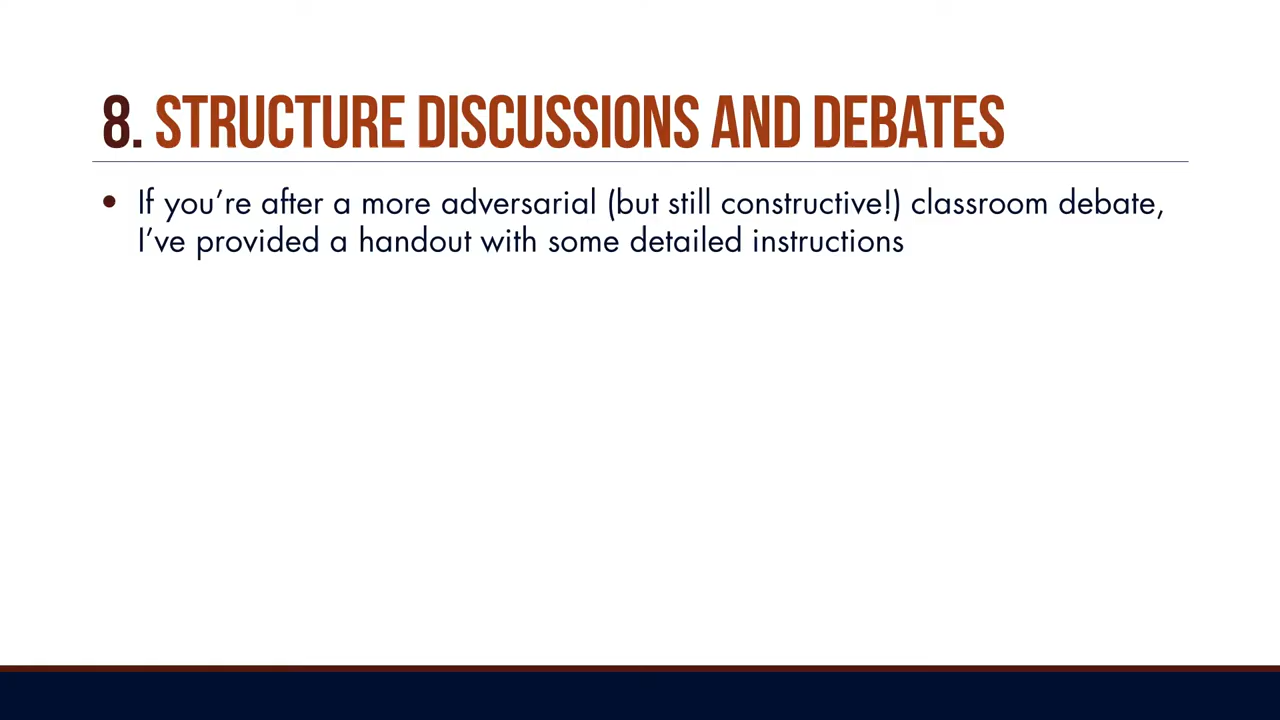 8. STRUCTURE DISCUSSIONS AND DEBATES
• If you’re after a more adversarial (but still constructive!) classroom debate,
I’ve provided a handout with some detailed instructions